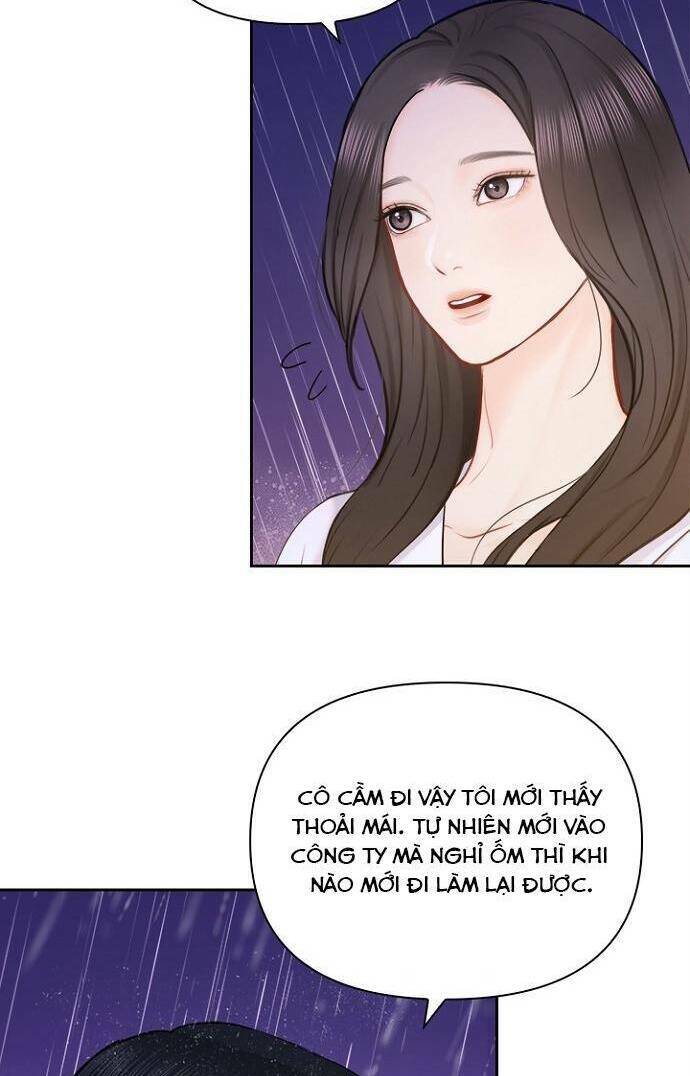 CÔ CẦM ĐI VẬY TÔI MỚI THẤY
THOẢI MÁI. TỰ NHIÊN MỚI VÀO
CÔNG TY MÀ NGHỈ ỐM THÌ KHI
NÀO MỚI ĐI LÀM LẠI ĐƯỢC.